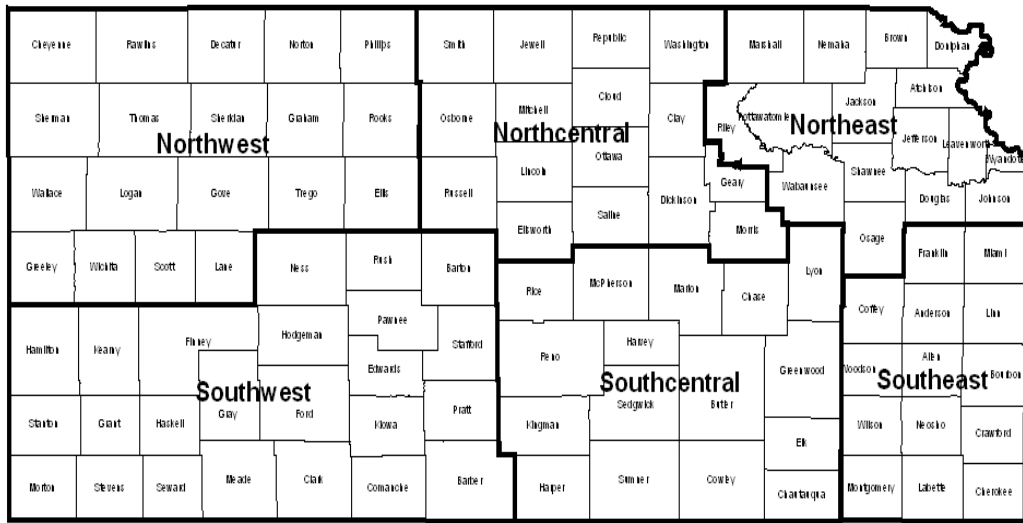 Cheyenne Rawlins Decatur Norton Phillips Smith Jewell Republic Washington Marshall Nemaha Brown Doniphan
Atchison
Sherman Thomas Sheridan Graham Rooks Osborne Mitchell Cloud Clay Riley Pottawatomie Jackson
Northwest Northcentral Northeast
Jefferson Leavenworth Wyandotte
Wallace Logan Gove Trego Ellis Russell Lincoln Ottawa Dickinson Geary Wabaunsee Shawnee Douglas Johnson
Ellsworth Saline Morris Osage
Greeley Wichita Scott Lane Ness Rush Barton Rice McPherson Marion Chase Lyon Franklin Miami
Hamilton Kearny Finney Hodgeman Pawnee Stafford Coffey Anderson Linn
Edwards Reno Harvey Greenwood Woodson Allen Bourbon
Southwest Southcentral Southeast
Gray Ford Pratt Sedgwick Butler
Stanton Grant Haskell Kiowa Kingman Elk Wilson Neosho Crawford
Morton Stevens Seward Meade Clark Comanche Barber Harper Sumner Cowley Chautauqua Montgomery Labette Cherokee